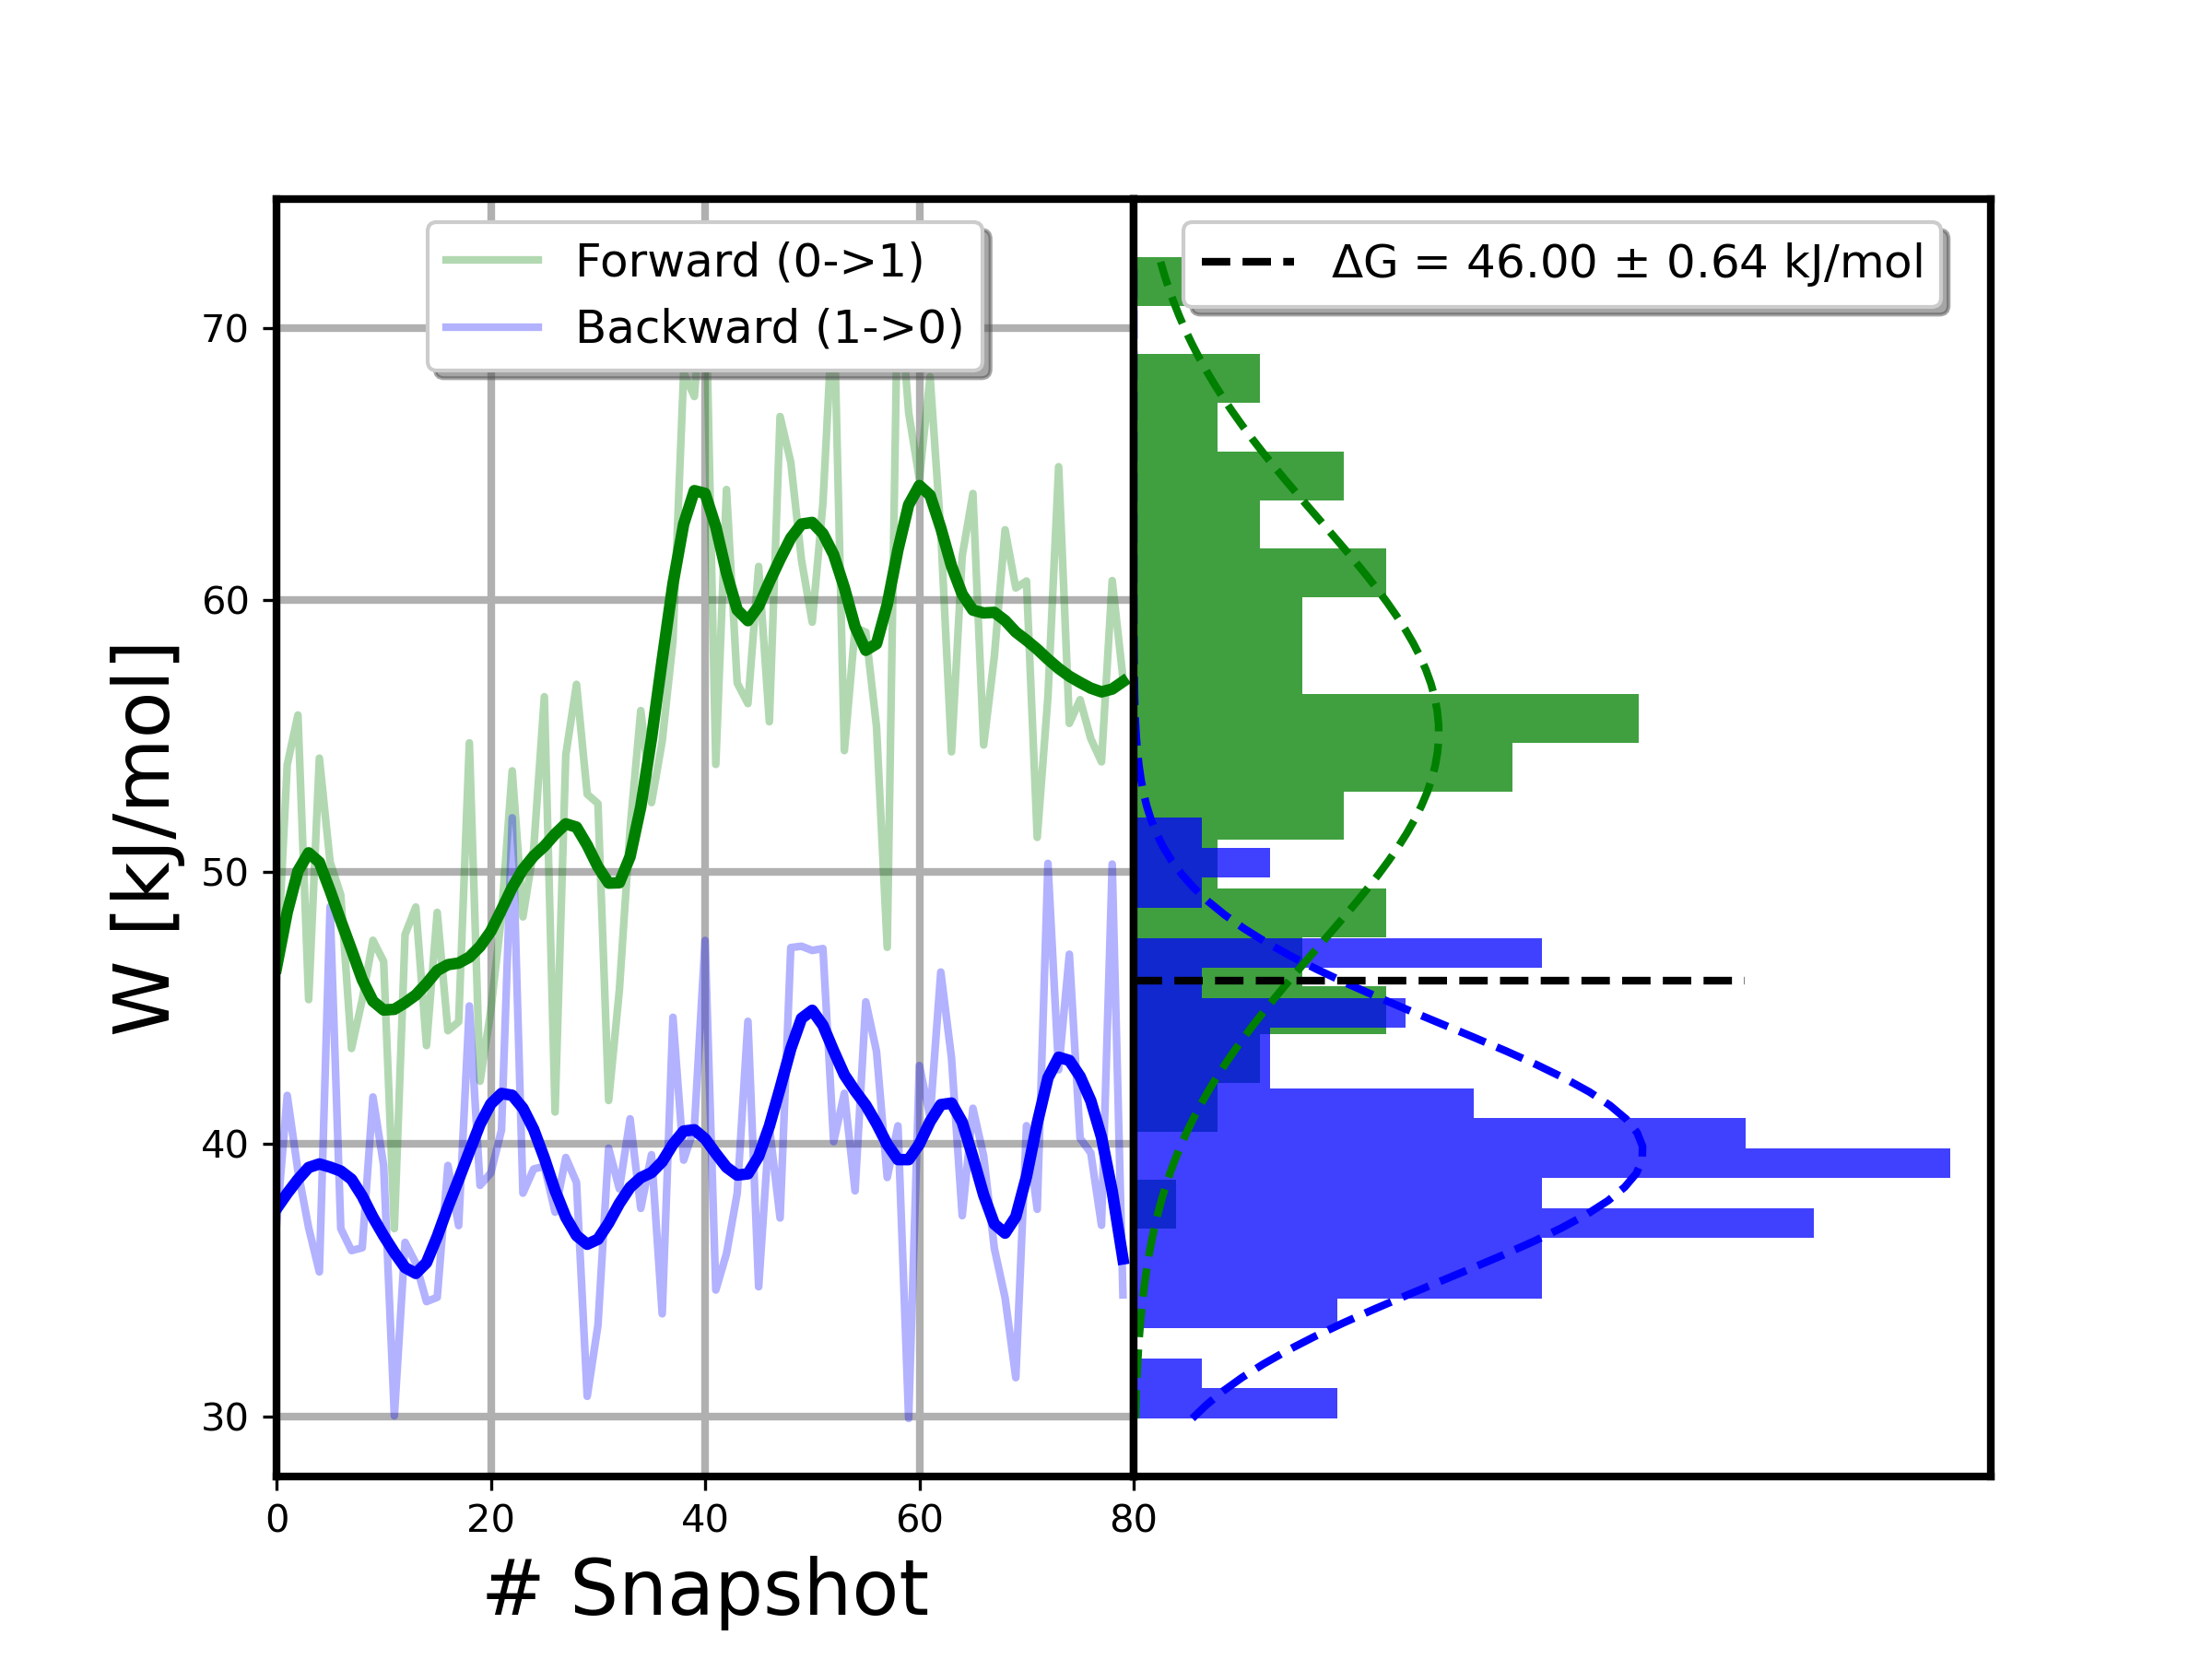 Forward (0->1)
Backward (1->0)
ΔG = 46.00 ± 0.64 kJ/mol
W [kJ/mol]
70
60
50
40
30
0 20 40 60 80
# Snapshot